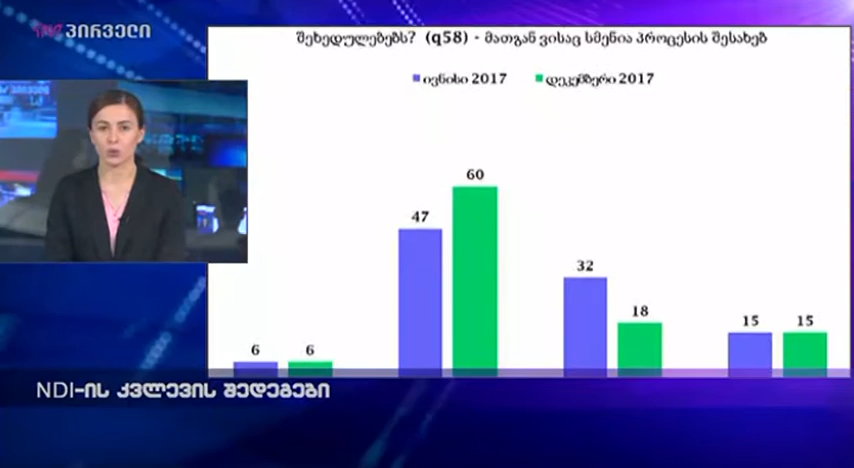 პირველი
შეხედულებებს? (q58) - მათგან ვისაც სმენია პროცესის შესახებ
ივნისი 2017 დეკემბერი 2017
60
47
32
18
15 15
6 6
NDI-ის კვლევის შედეგები